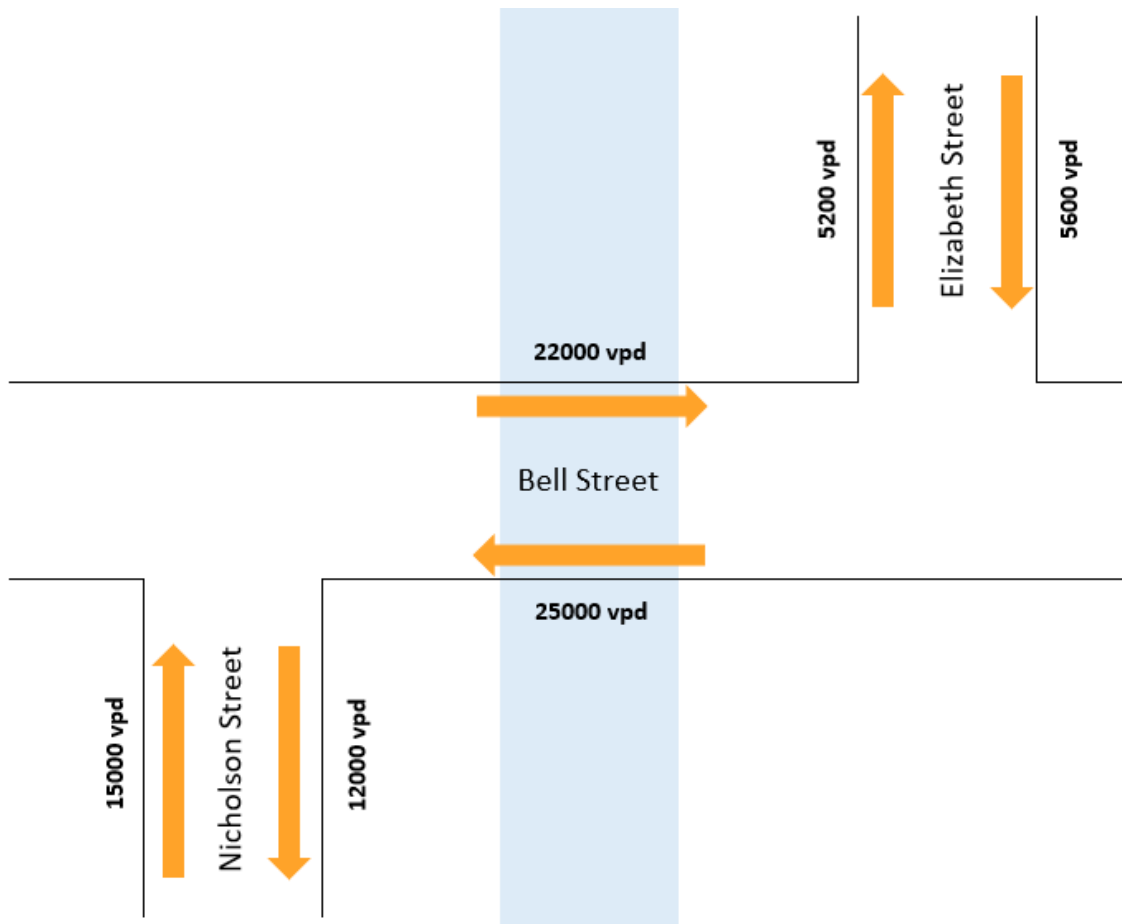 5200 vpd
Elizabeth Street
5600 vpd
22000 vpd
Bell Street
25000 vpd
15000 vpd
Nicholson Street
12000 vpd